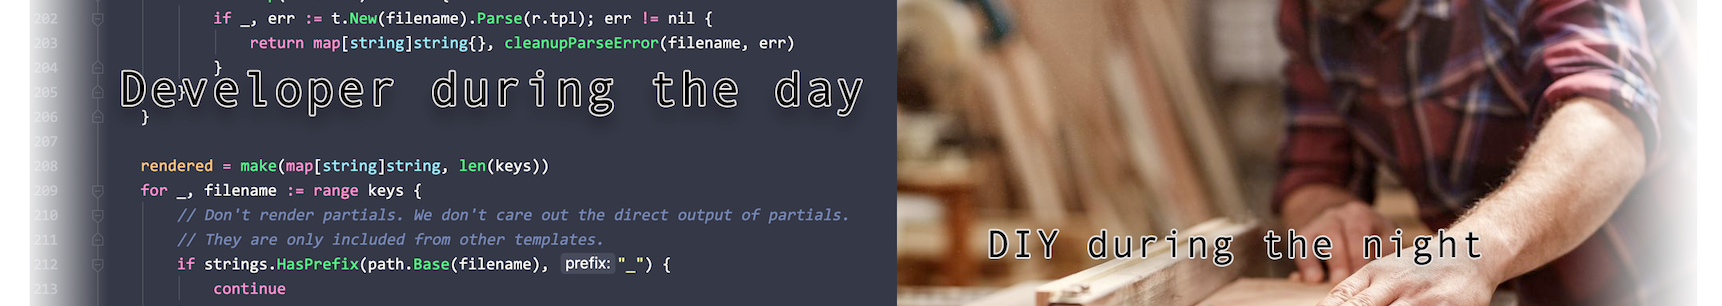 202 if _, err := t.New(filename).Parse(r.tpl); err != nil {
203 return map[string]string{}, cleanupParseError(filename, err)
204 }
Developer during the day
205
206 }
207
208 rendered = make(map[string]string, len(keys))
209 for _, filename := range keys {
210 // Don't render partials. We don't care out the direct output of partials.
211 // They are only included from other templates.
DIY during the night
212 if strings.HasPrefix(path.Base(filename), prefix: "_") {
213 continue